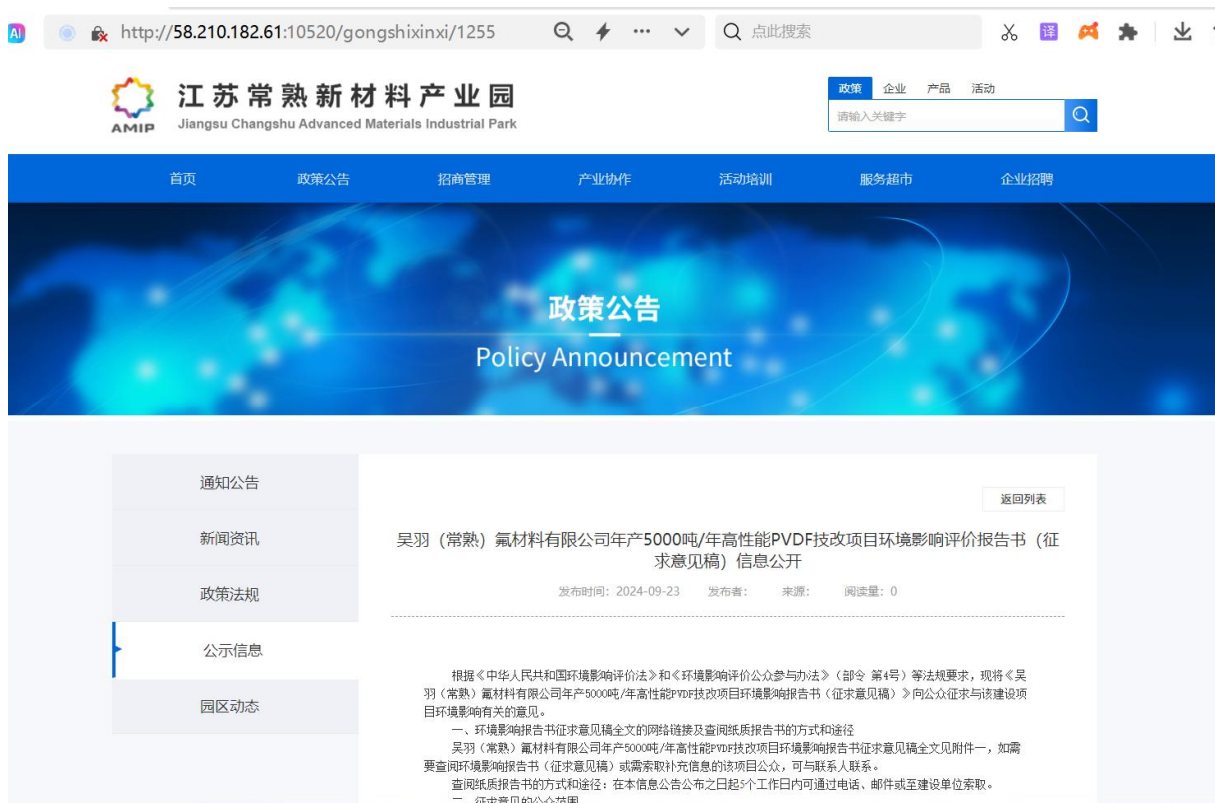 AI
http://58.210.182.61:10520/gongshixinxi/1255
点此搜索
译
江苏常熟新材料产业园
Jiangsu Changshu Advanced Materials Industrial Park
AMIP
政策 企业 产品 活动
请输入关键字
首页 政策公告 招商管理 产业协作 活动培训 服务超市 企业招聘
政策公告
Policy Announcement
通知公告
新闻资讯
政策法规
公示信息
园区动态
返回列表
吴羽（常熟）氟材料有限公司年产5000吨/年高性能PVDF技改项目环境影响评价报告书（征
求意见稿）信息公开
发布时间：2024-09-23 发布者： 来源： 阅读量：0
根据《中华人民共和国环境影响评价法》和《环境影响评价公众参与办法》（部令 第4号）等法规要求，现将《吴
羽（常熟）氟材料有限公司年产5000吨/年高性能PVDF技改项目环境影响报告书（征求意见稿）》向公众征求与该建设项
目环境影响有关的意见。
一、环境影响报告书征求意见稿全文的网络链接及查阅纸质报告书的方式和途径
吴羽（常熟）氟材料有限公司年产5000吨/年高性能PVDF技改项目环境影响报告书征求意见稿全文见附件一，如需
要查阅环境影响报告书（征求意见稿）或需索取补充信息的该项目公众，可与联系人联系。
查阅纸质报告书的方式和途径：在本信息公告公布之日起5个工作日内可通过电话、邮件或至建设单位索取。
二、征求意见的公众范围